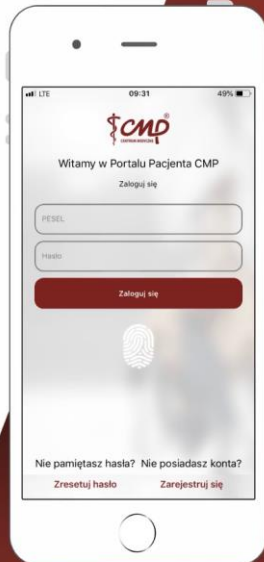 LTE 09:31 49%
CMP®
CENTRUM MEDYCZNE
Witamy w Portalu Pacjenta CMP
Zaloguj się
PESEL
Hasło
Zaloguj się
Nie pamiętasz hasła? Nie posiadasz konta?
Zresetuj hasło Zarejestruj się